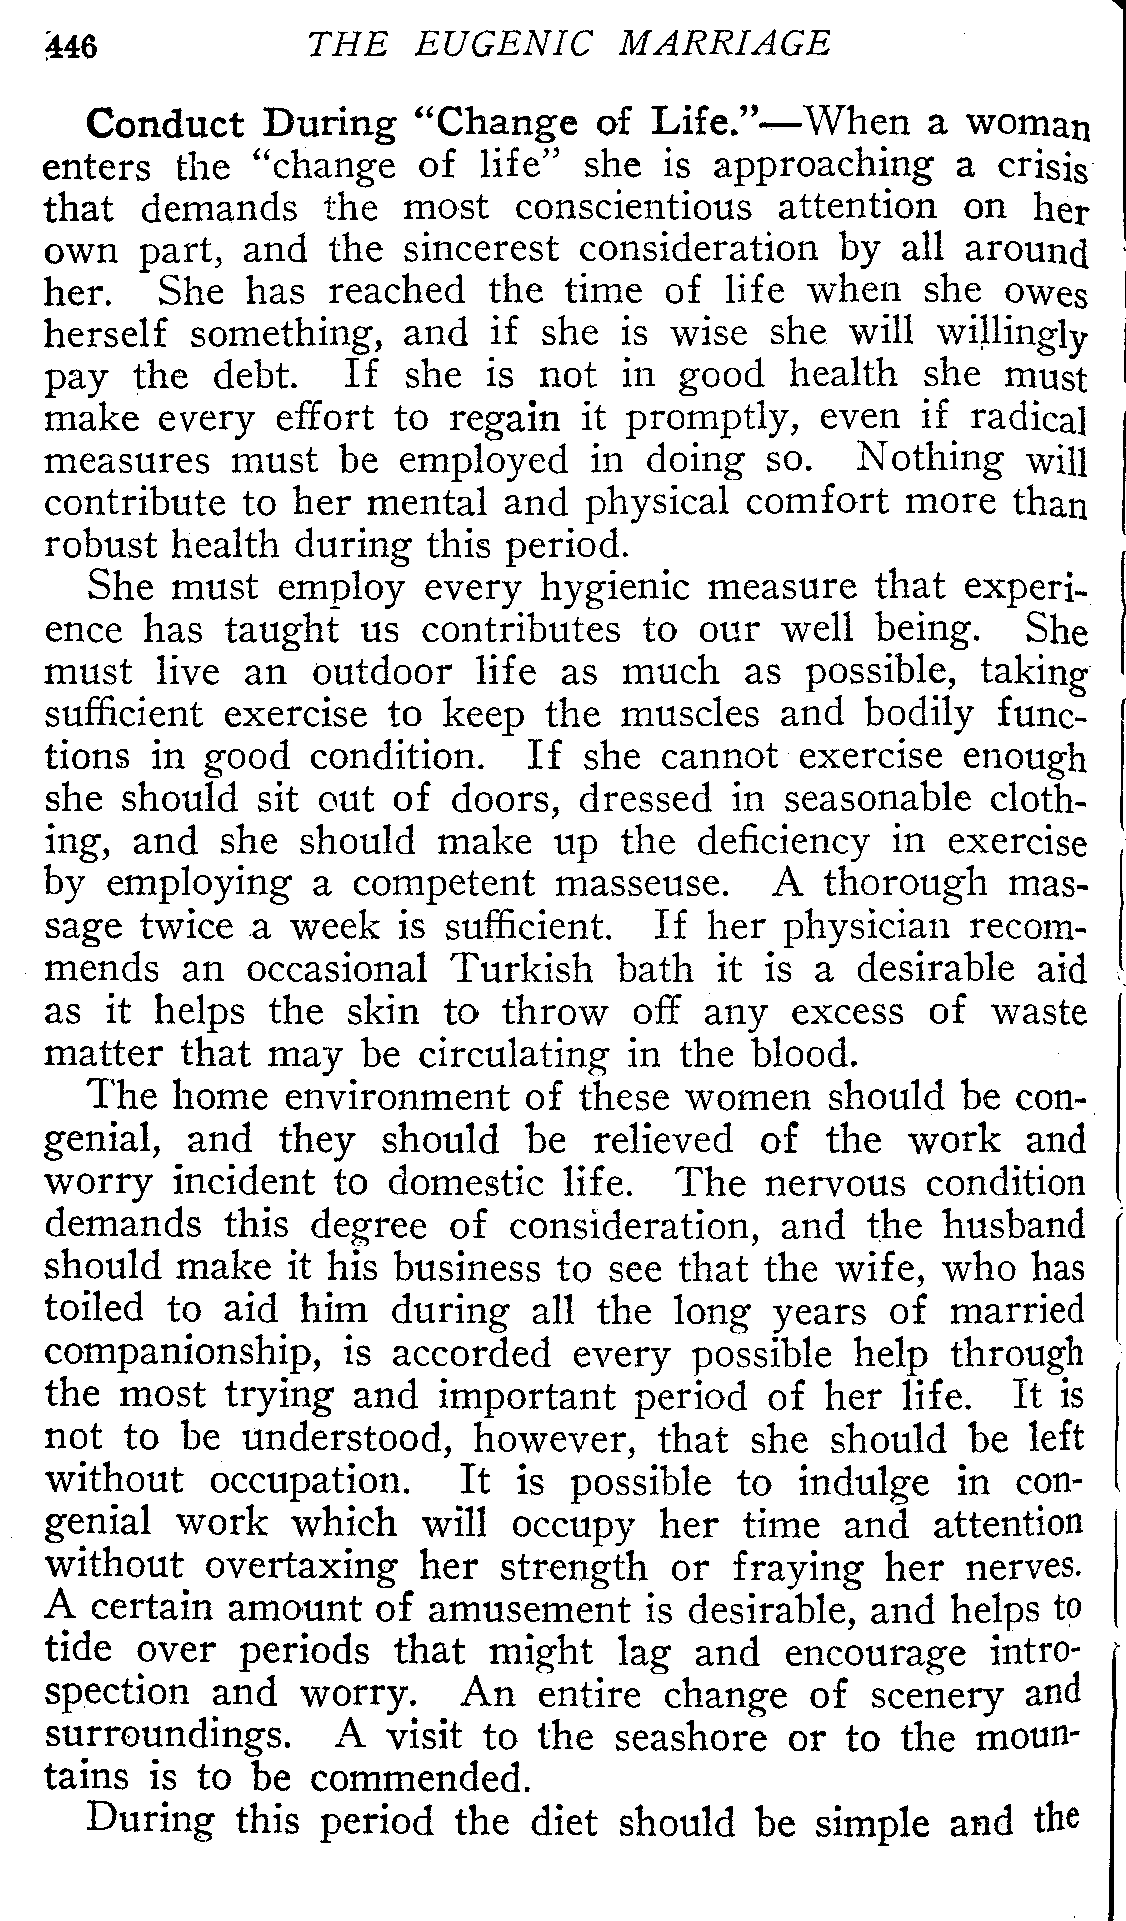 446 THE EUGENIC MARRIAGE
Conduct During "Change of Life."—When a woman
enters the "change of life" she is approaching a crisis
that demands the most conscientious attention on her
own part, and the sincerest consideration by all around
her. She has reached the time of life when she owes
herself something, and if she is wise she will willingly
pay the debt. If she is not in good health she must
make every effort to regain it promptly, even if radical
measures must be employed in doing so. Nothing will
contribute to her mental and physical comfort more than
robust health during this period.
She must employ every hygienic measure that experi-
ence has taught us contributes to our well being. She
must live an outdoor life as much as possible, taking
sufficient exercise to keep the muscles and bodily func-
tions in good condition. If she cannot exercise enough
she should sit out of doors, dressed in seasonable cloth-
ing, and she should make up the deficiency in exercise
by employing a competent masseuse. A thorough mas-
sage twice a week is sufficient. If her physician recom-
mends an occasional Turkish bath it is a desirable aid
as it helps the skin to throw off any excess of waste
matter that may be circulating in the blood.
The home environment of these women should be con-
genial, and they should be relieved of the work and
worry incident to domestic life. The nervous condition
demands this degree of consideration, and the husband
should make it his business to see that the wife, who has
toiled to aid him during all the long years of married
companionship, is accorded every possible help through
the most trying and important period of her life. It is
not to be understood, however, that she should be left
without occupation. It is possible to indulge in con-
genial work which will occupy her time and attention
without overtaxing her strength or fraying her nerves.
A certain amount of amusement is desirable, and helps to
tide over periods that might lag and encourage intro-
spection and worry. An entire change of scenery and
surroundings. A visit to the seashore or to the moun-
tains is to be commended.
During this period the diet should be simple and the